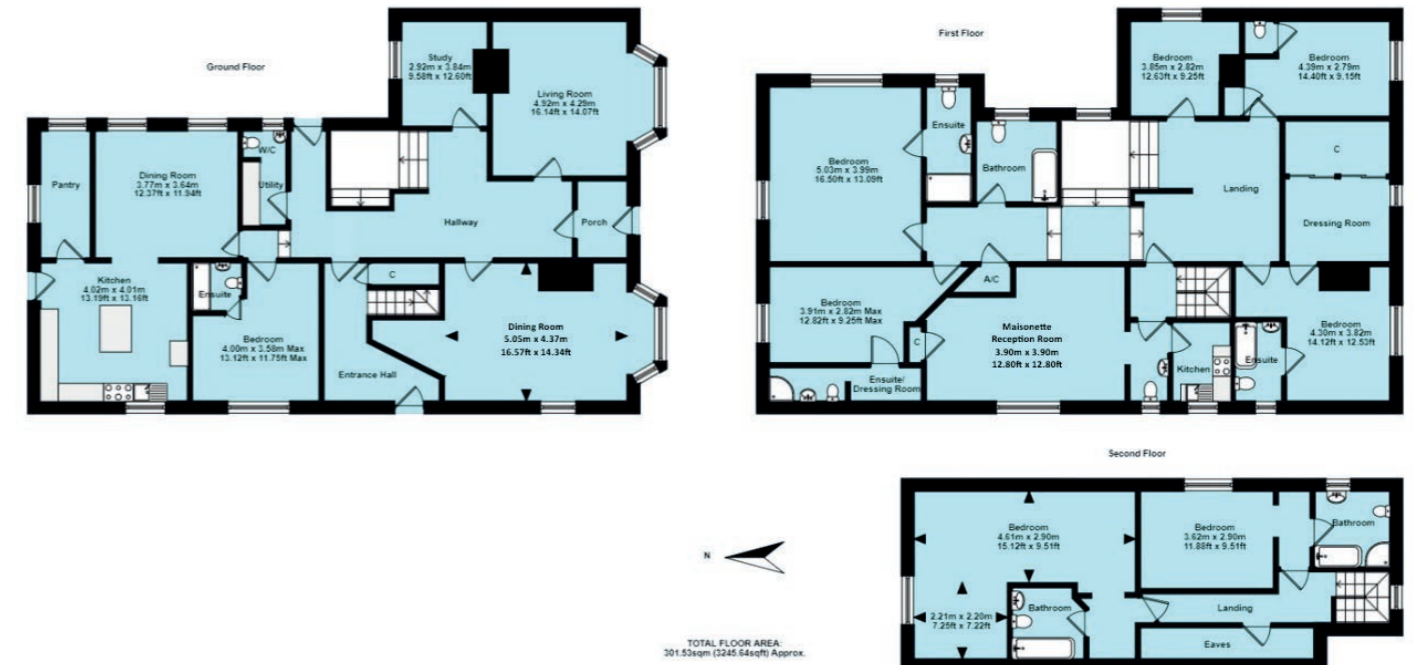 Ground Floor
Study
2.92m x 3.84m
9.58ft x 12.60ft
Living Room
4.92m x 4.29m
16.14ft x 14.07ft
W/C
Pantry
Dining Room
3.77m x 3.64m
12.37ft x 11.94ft
Utility
Hallway
Porch
Kitchen
4.02m x 4.01m
13.19ft x 13.16ft
Ensuite
C
Bedroom
4.00m x 3.58m Max
13.12ft x 11.75ft Max
Entrance Hall
Dining Room
5.05m x 4.37m
16.57ft x 14.34ft
First Floor
Bedroom
3.85m x 2.82m
12.63ft x 9.25ft
Bedroom
4.39m x 2.79m
14.40ft x 9.15ft
Bedroom
5.03m x 3.99m
16.50ft x 13.09ft
Ensuite
Bathroom
C
Landing
Dressing Room
A/C
Bedroom
3.91m x 2.82m Max
12.82ft x 9.25ft Max
C
Maisonette
Reception Room
3.90m x 3.90m
12.80ft x 12.80ft
Kitchen
Ensuite
Bedroom
4.30m x 3.82m
14.12ft x 12.53ft
Ensuite/
Dressing Room
Second Floor
Bedroom
4.61m x 2.90m
15.12ft x 9.51ft
Bedroom
3.62m x 2.90m
11.88ft x 9.51ft
Bathroom
2.21m x 2.20m
7.25ft x 7.22ft
Bathroom
Landing
Eaves
N
TOTAL FLOOR AREA:
301.53sqm (3245.64sqft) Approx.